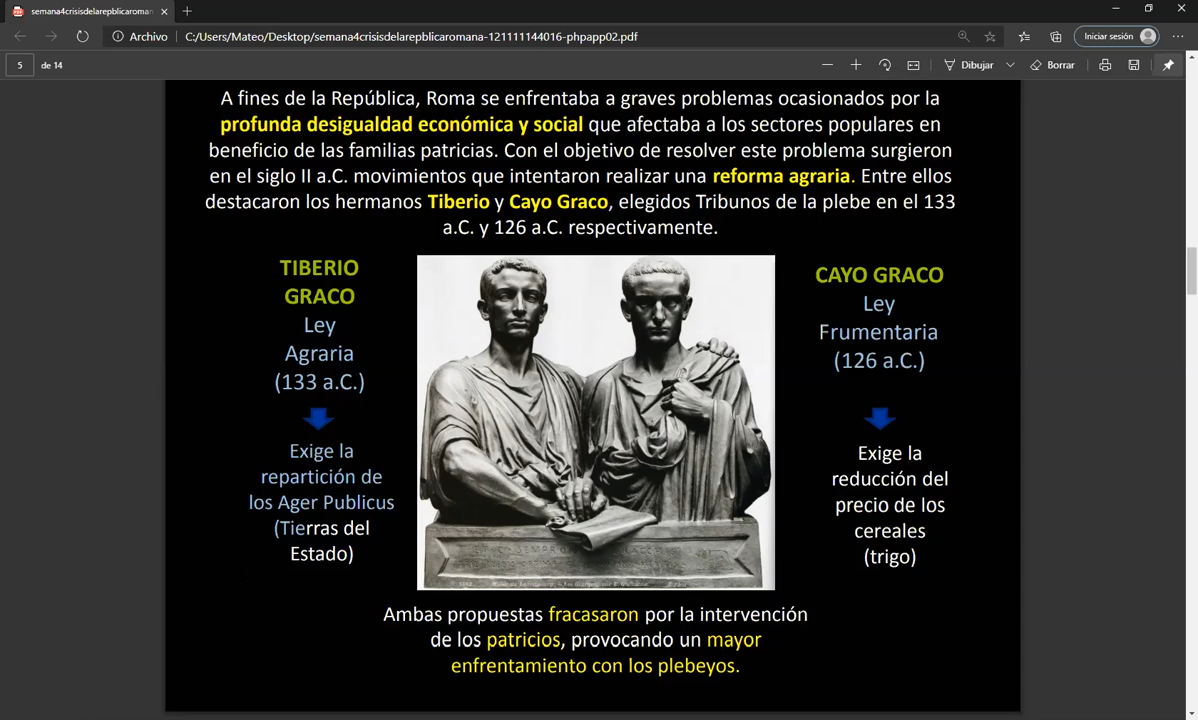 semana4crisisdelarepblicaroman
Archivo
C:/Users/Mateo/Desktop/semana4crisisdelarepblicaromana-121111144016-phpapp02.pdf
Iniciar sesión
5
de 14
Dibujar
Borrar
A fines de la República, Roma se enfrentaba a graves problemas ocasionados por la
profunda desigualdad económica y social que afectaba a los sectores populares en
beneficio de las familias patricias. Con el objetivo de resolver este problema surgieron
en el siglo II a.C. movimientos que intentaron realizar una reforma agraria. Entre ellos
destacaron los hermanos Tiberio y Cayo Graco, elegidos Tribunos de la plebe en el 133
a.C. y 126 a.C. respectivamente.
TIBERIO
GRACO
Ley
Agraria
(133 a.C.)
Exige la
repartición de
los Ager Publicus
(Tierras del
Estado)
CAYO GRACO
Ley
Frumentaria
(126 a.C.)
Exige la
reducción del
precio de los
cereales
(trigo)
Ambas propuestas fracasaron por la intervención
de los patricios, provocando un mayor
enfrentamiento con los plebeyos.